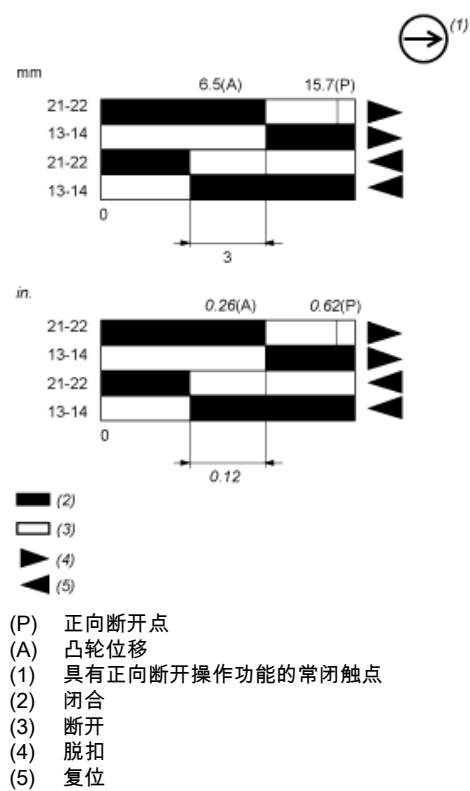 (1)
mm
6.5(A) 15.7(P)
21-22
13-14
21-22
13-14
0
3
in.
0.26(A) 0.62(P)
21-22
13-14
21-22
13-14
0
0.12
(2)
(3)
(4)
(5)
(P) 正向断开点
(A) 凸轮位移
(1) 具有正向断开操作功能的常闭触点
(2) 闭合
(3) 断开
(4) 脱扣
(5) 复位